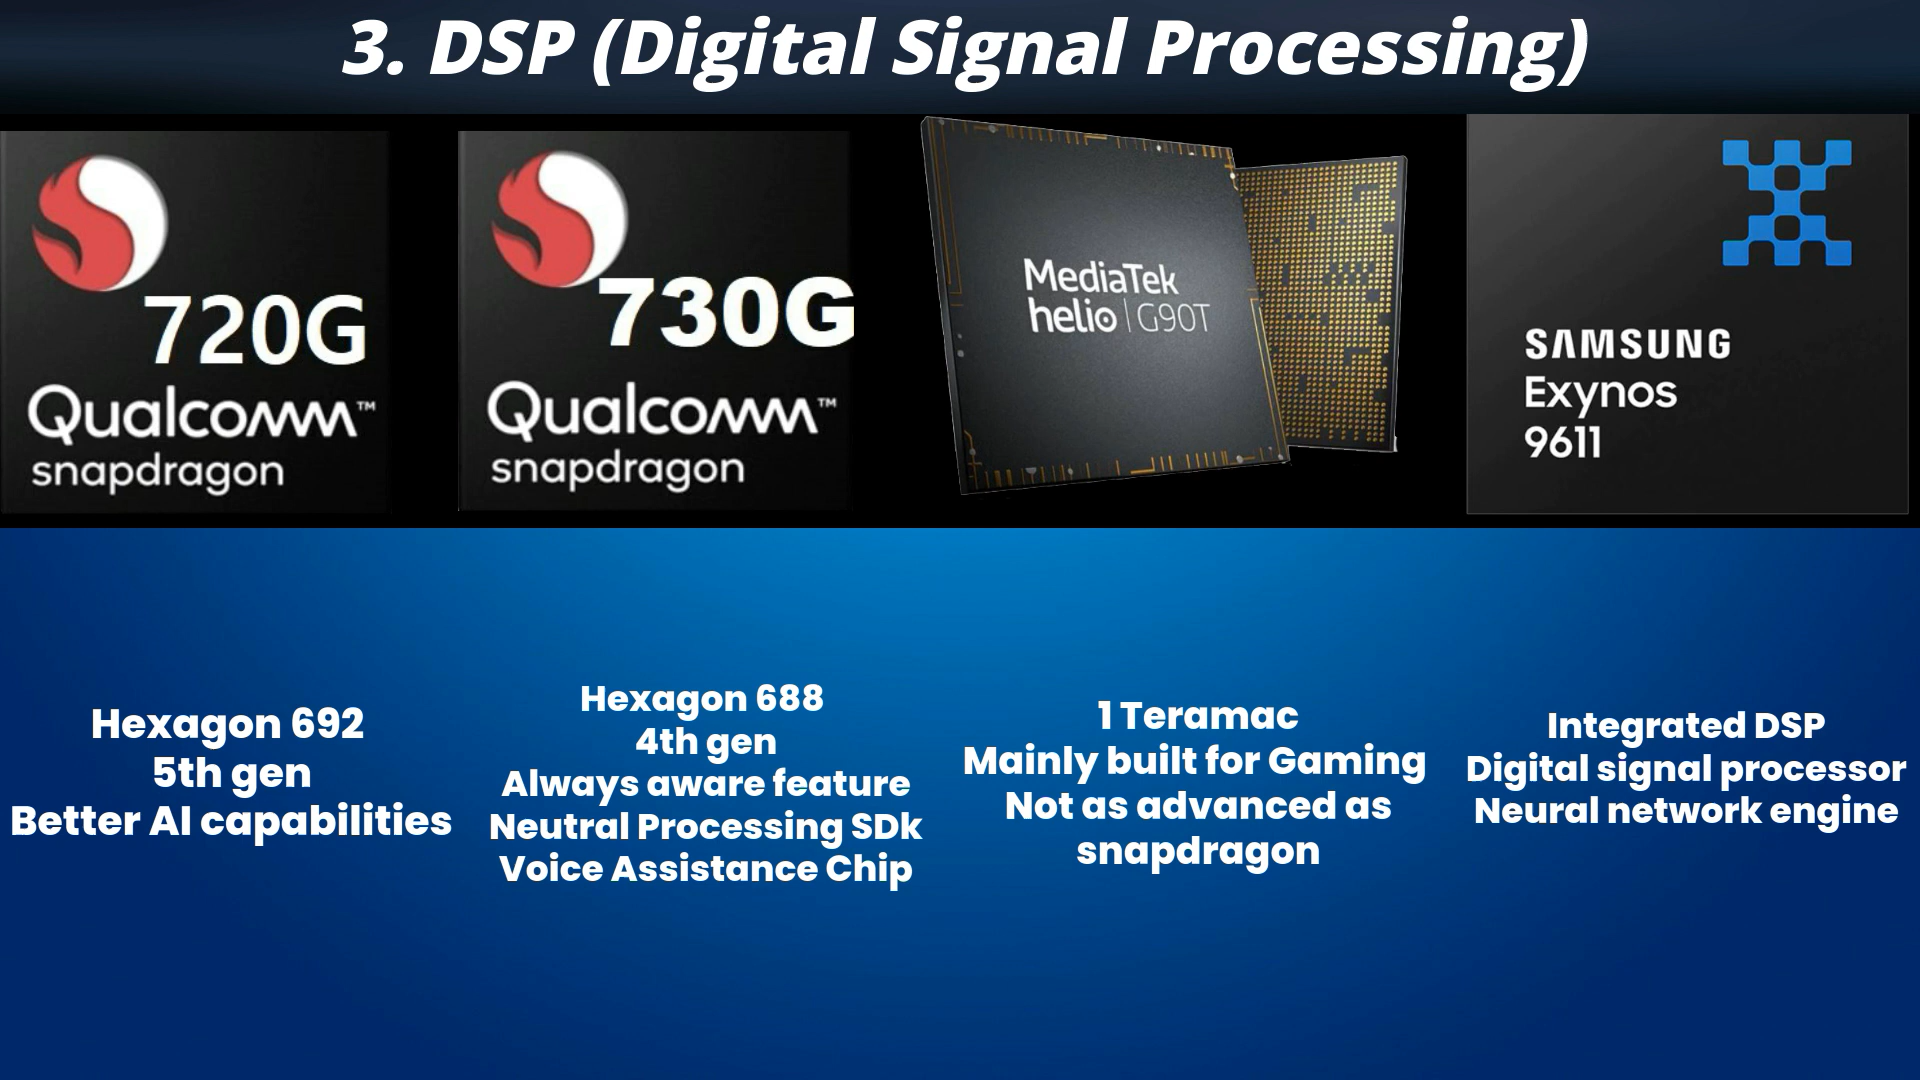 3. DSP (Digital Signal Processing)
720G
Qualcomm™
snapdragon
730G
Qualcomm™
snapdragon
MediaTek
helio | G90T
SAMSUNG
Exynos
9611
Hexagon 692
5th gen
Better AI capabilities
Hexagon 688
4th gen
Always aware feature
Neutral Processing SDk
Voice Assistance Chip
1 Teramac
Mainly built for Gaming
Not as advanced as
snapdragon
Integrated DSP
Digital signal processor
Neural network engine